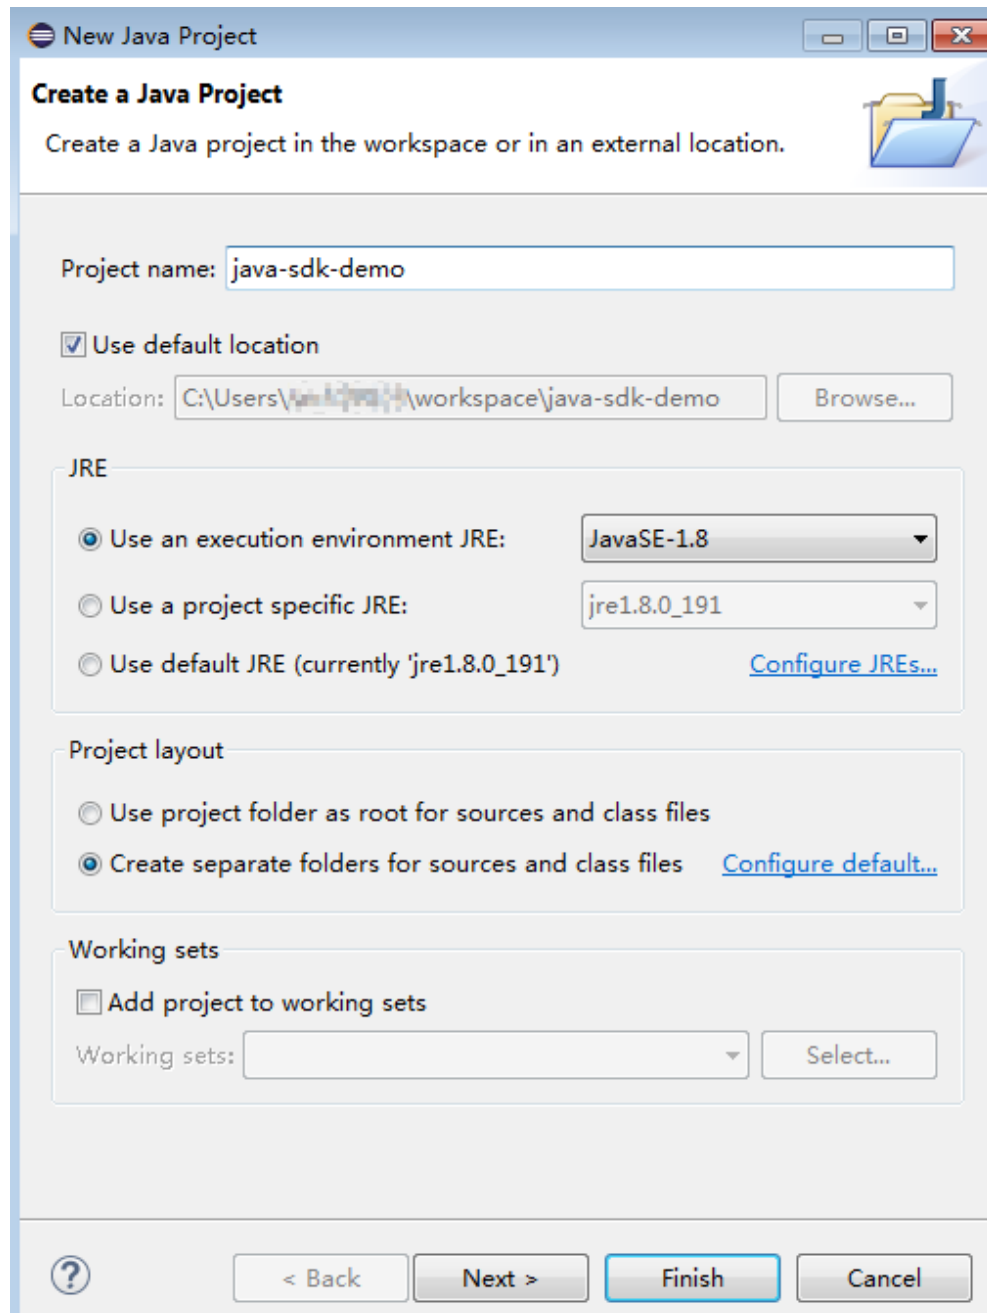 New Java Project
Create a Java Project
Create a Java project in the workspace or in an external location.
Project name: java-sdk-demo
Use default location
Location: C:\Users\ \workspace\java-sdk-demo Browse...
JRE
Use an execution environment JRE: JavaSE-1.8
Use a project specific JRE: jre1.8.0_191
Use default JRE (currently 'jre1.8.0_191') Configure JREs...
Project layout
Use project folder as root for sources and class files
Create separate folders for sources and class files Configure default...
Working sets
Add project to working sets
Working sets: Select...
? < Back Next > Finish Cancel